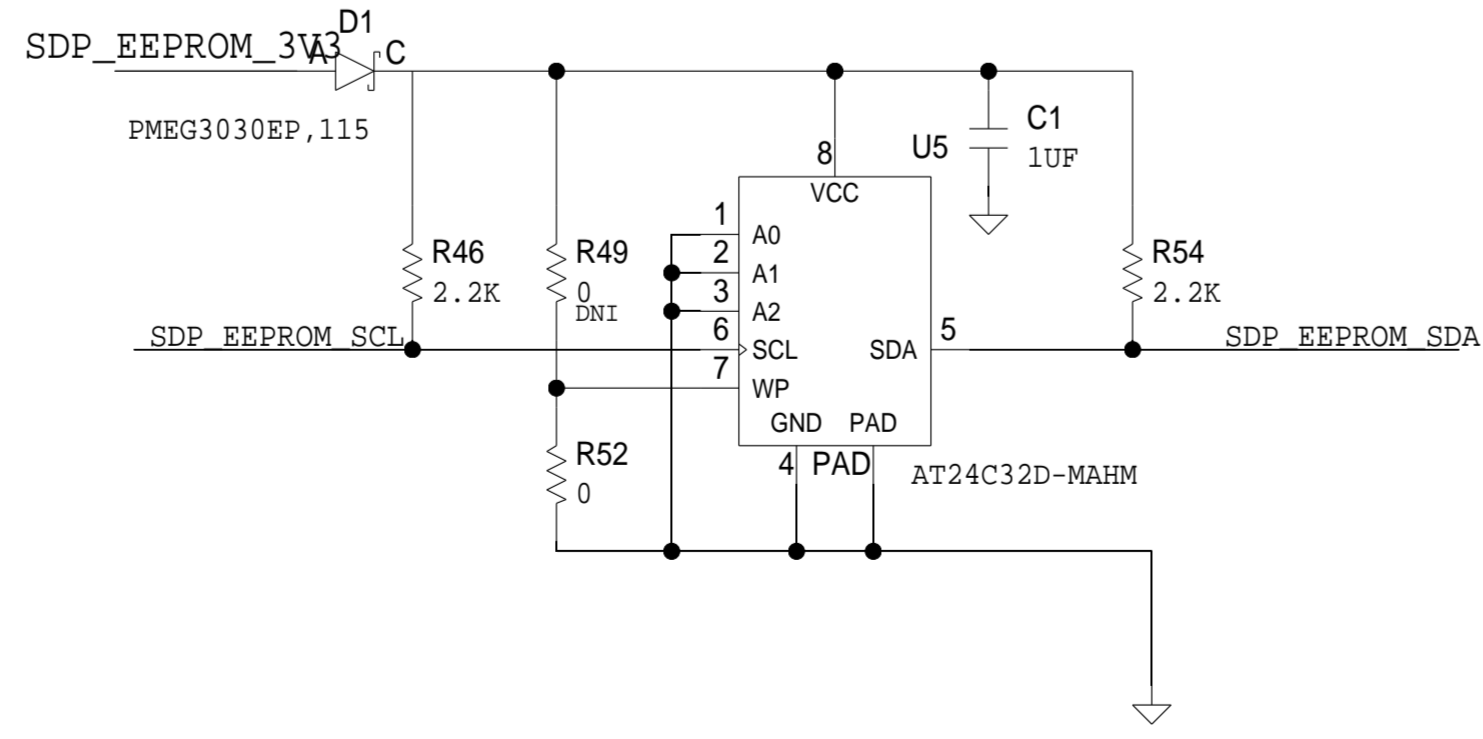 D1
SDP_EEPROM_3V3
A
C
PMEG3030EP,115
C1
1UF
U5
8
VCC
1
A0
2
A1
3
A2
6
SCL
7
WP
5
SDA
R46
2.2K
R49
0
DNI
R54
2.2K
SDP_EEPROM_SCL
SDP_EEPROM_SDA
GND PAD
4 PAD
R52
0
AT24C32D-MAHM